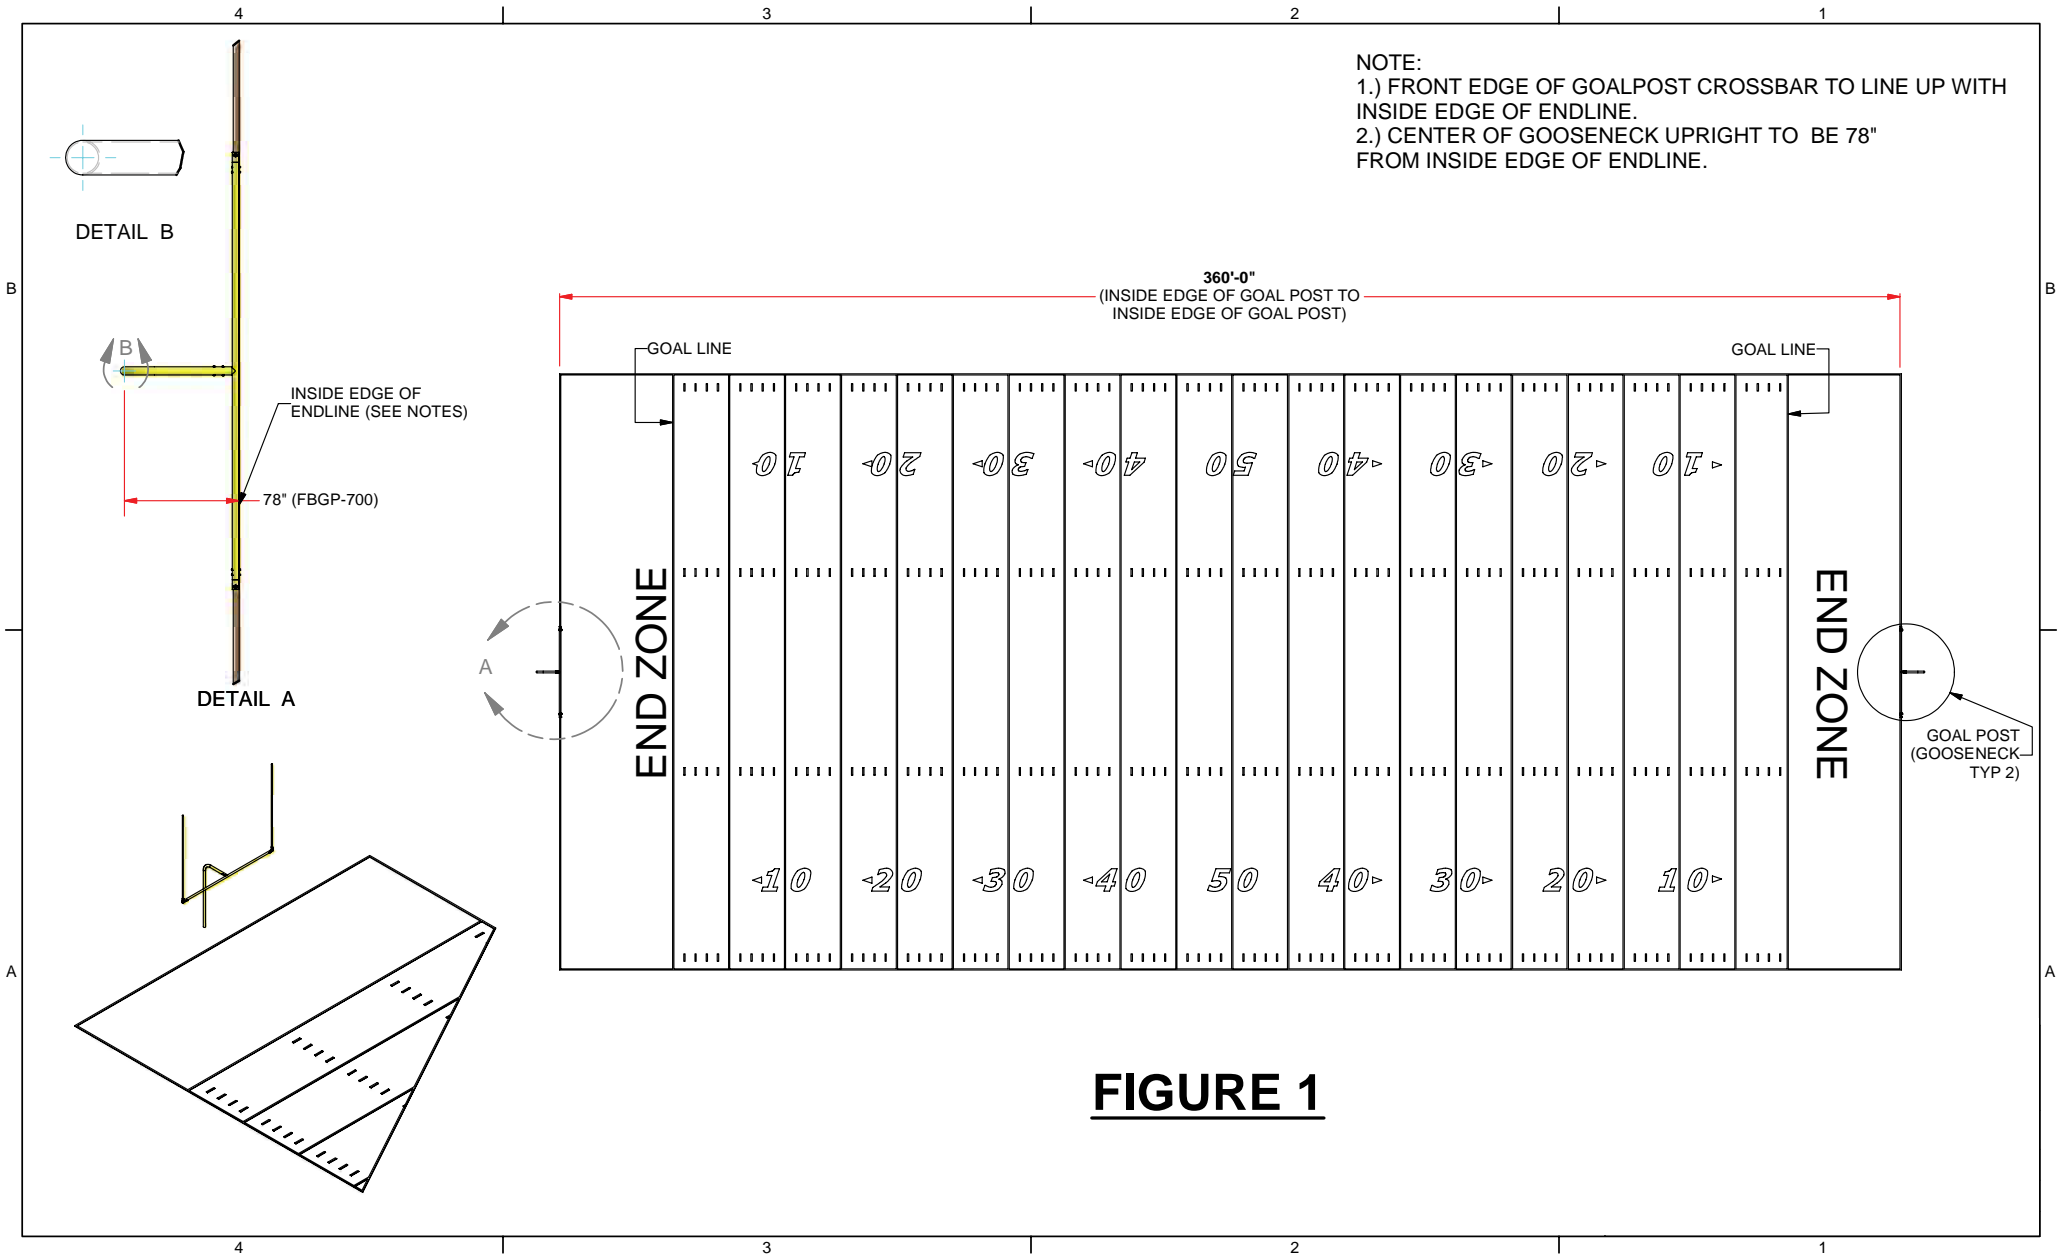 4 3 2 1
NOTE:
1.) FRONT EDGE OF GOALPOST CROSSBAR TO LINE UP WITH
INSIDE EDGE OF ENDLINE.
2.) CENTER OF GOOSENECK UPRIGHT TO BE 78"
FROM INSIDE EDGE OF ENDLINE.
DETAIL B
B
B
B
INSIDE EDGE OF
ENDLINE (SEE NOTES)
78" (FBGP-700)
DETAIL A
360'-0"
(INSIDE EDGE OF GOAL POST TO
INSIDE EDGE OF GOAL POST)
GOAL LINE
GOAL LINE
10 20 30 40 50 40 30 20 10
END ZONE
END ZONE
A
GOAL POST
(GOOSENECK
TYP 2)
10 20 30 40 50 40 30 20 10
A
A
FIGURE 1
4 3 2 1